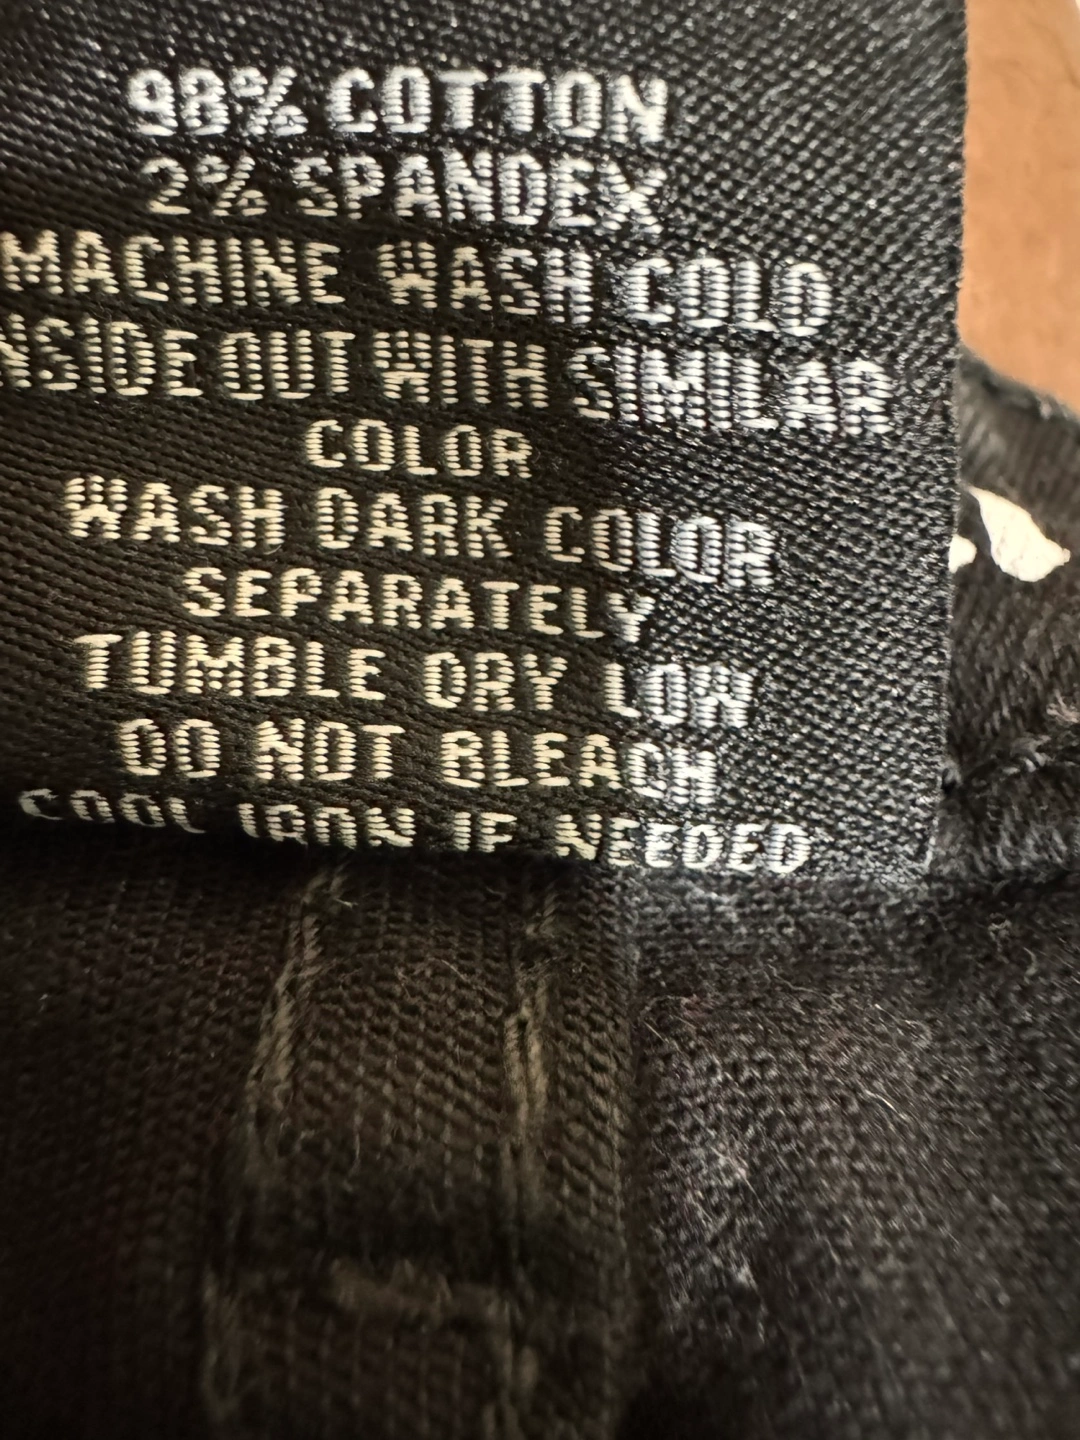 98% COTTON
2% SPANDEX
MACHINE WASH COLD
NSIDE OUT WITH SIMILAR
COLOR
WASH DARK COLOR
SEPARATELY
TUMBLE DRY LOW
DO NOT BLEACH
COOL IRON IF NEEDED